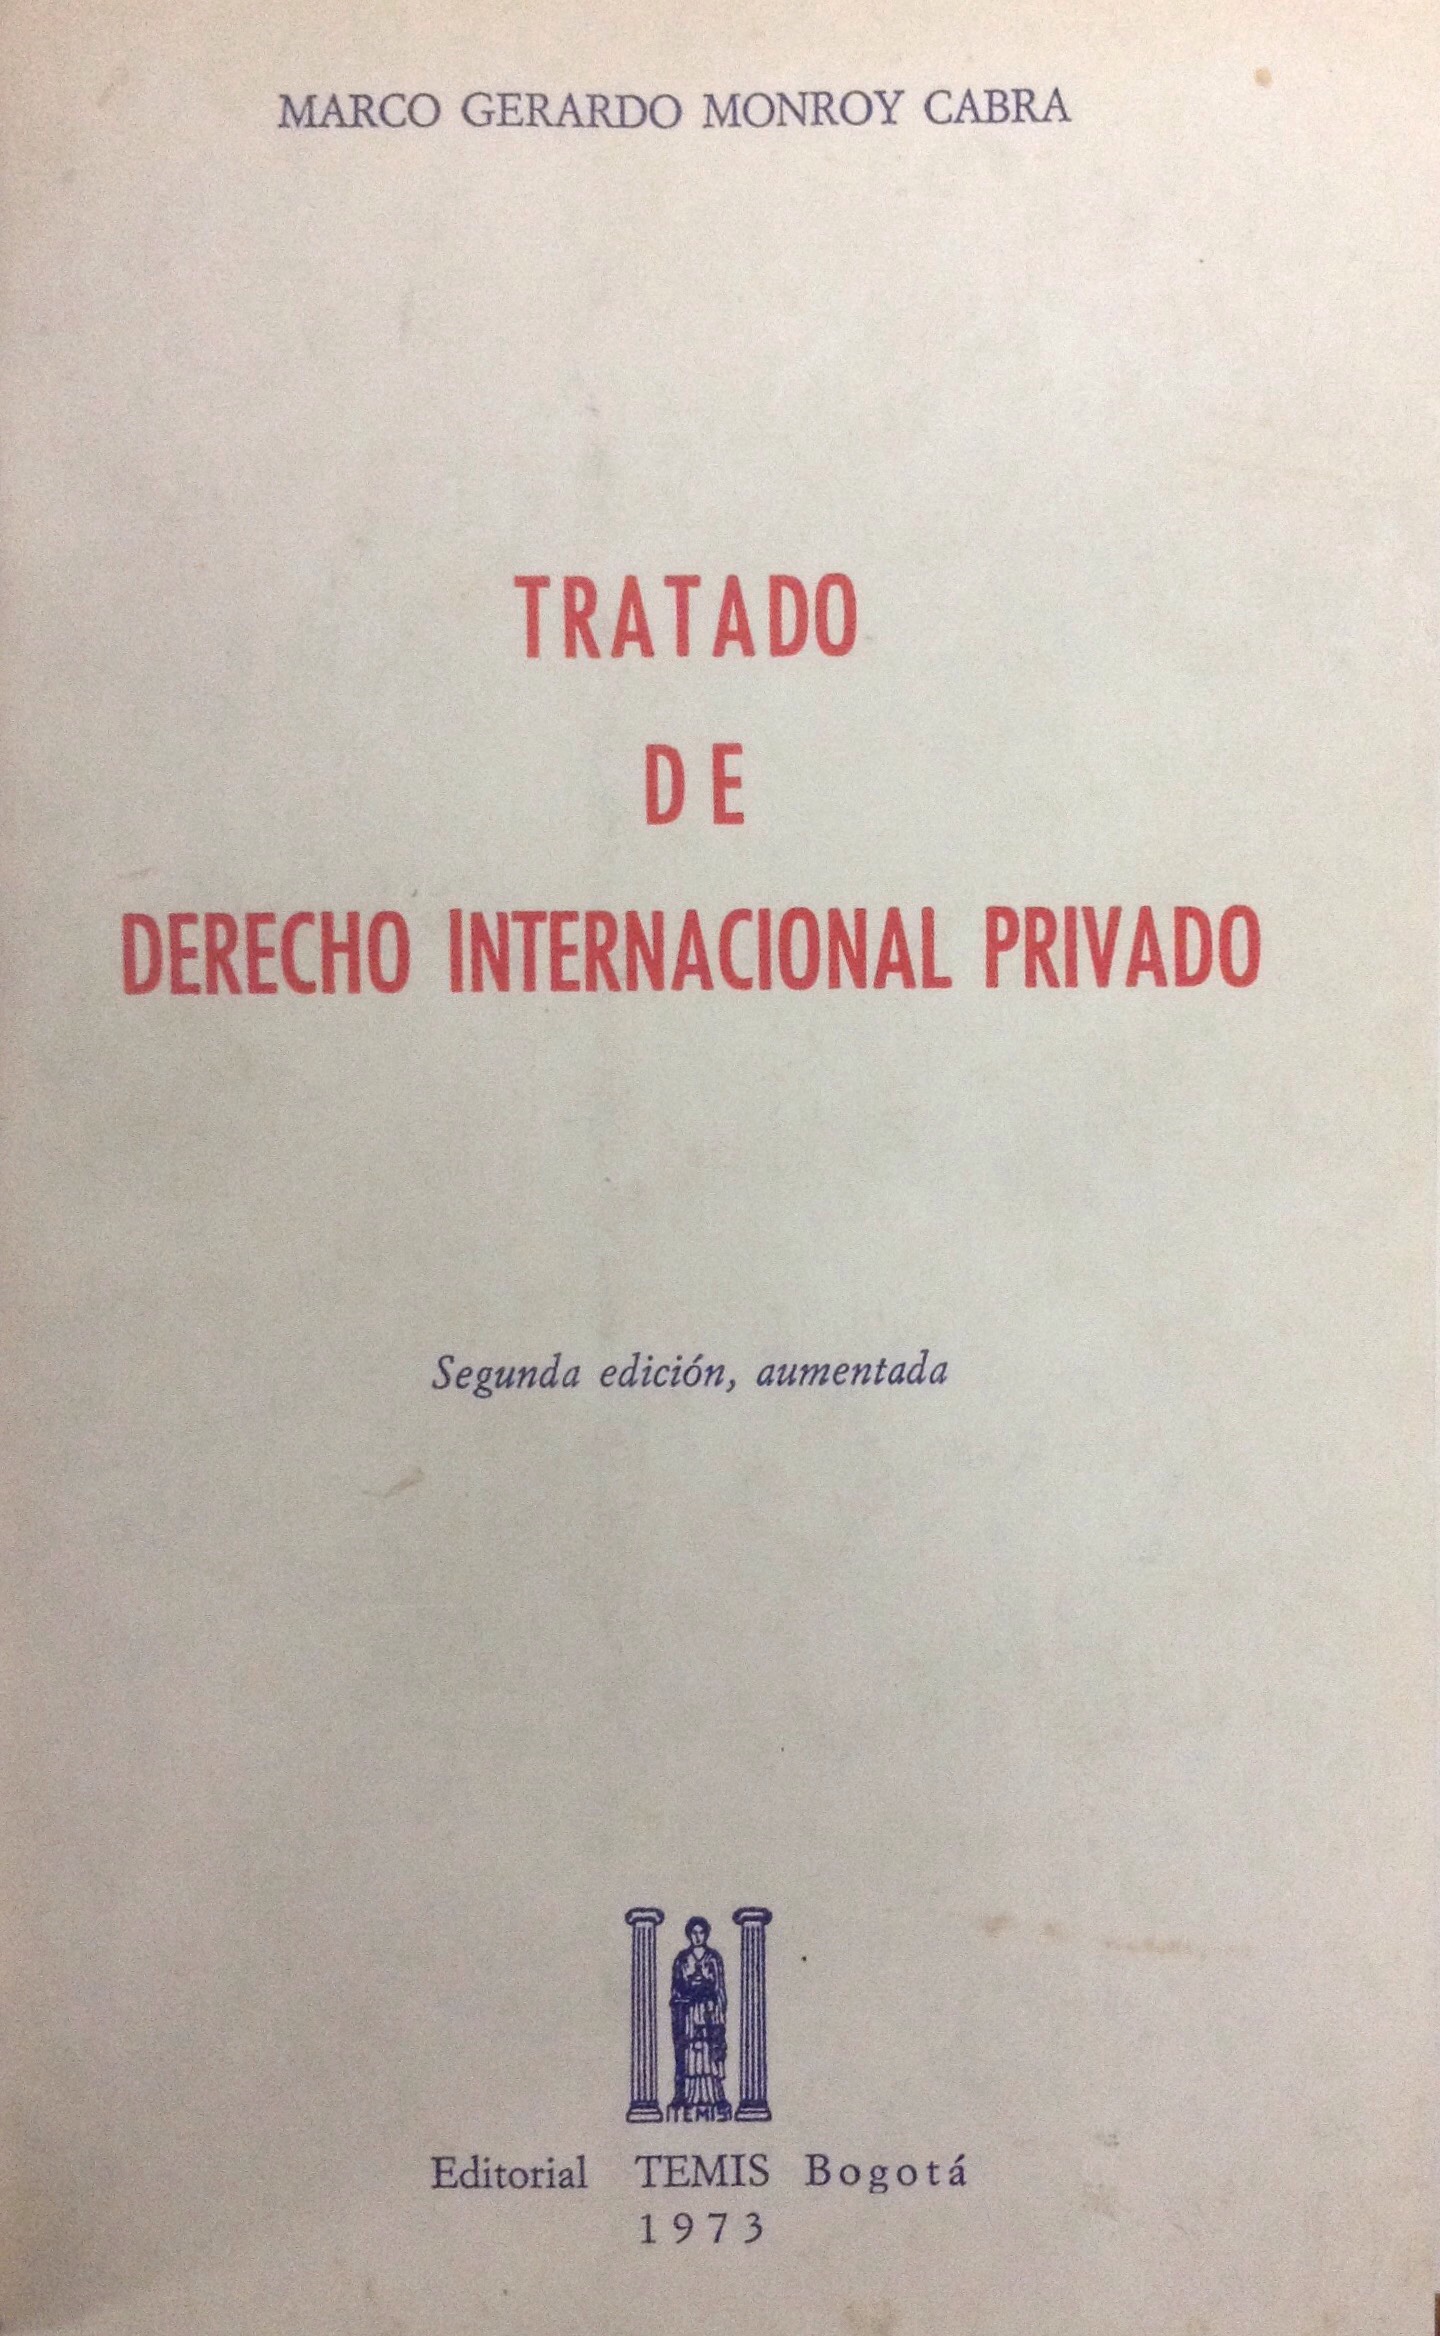 MARCO GERARDO MONROY CABRA
TRATADO
DE
DERECHO INTERNACIONAL PRIVADO
Segunda edición, aumentada
TEMIS
Editorial TEMIS Bogotá
1973